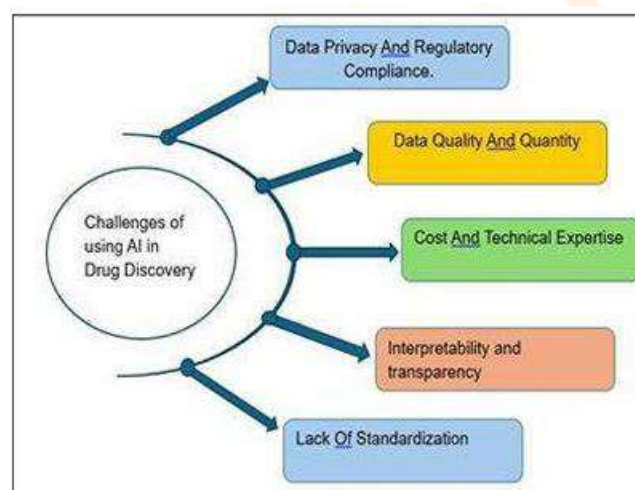 Data Privacy And Regulatory
Compliance.
Data Quality And Quantity
Challenges of
using AI in
Drug Discovery
Cost And Technical Expertise
Interpretability and
transparency
Lack Of Standardization